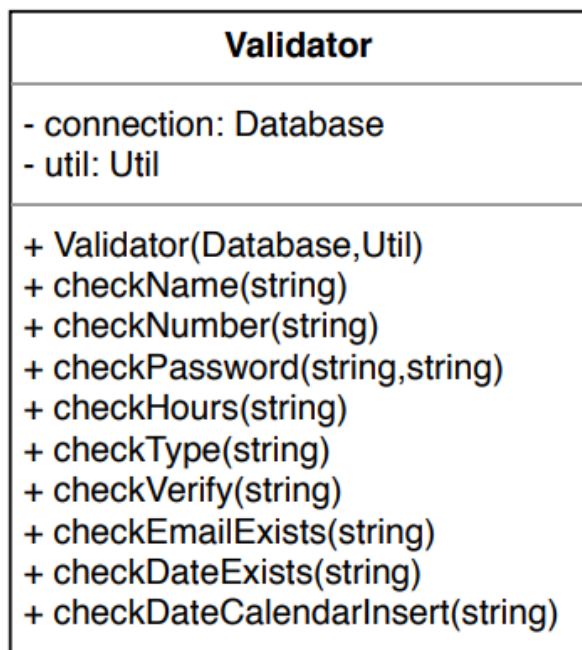 Validator
- connection: Database
- util: Util
+ Validator(Database,Util)
+ checkName(string)
+ checkNumber(string)
+ checkPassword(string,string)
+ checkHours(string)
+ checkType(string)
+ checkVerify(string)
+ checkEmailExists(string)
+ checkDateExists(string)
+ checkDateCalendarInsert(string)